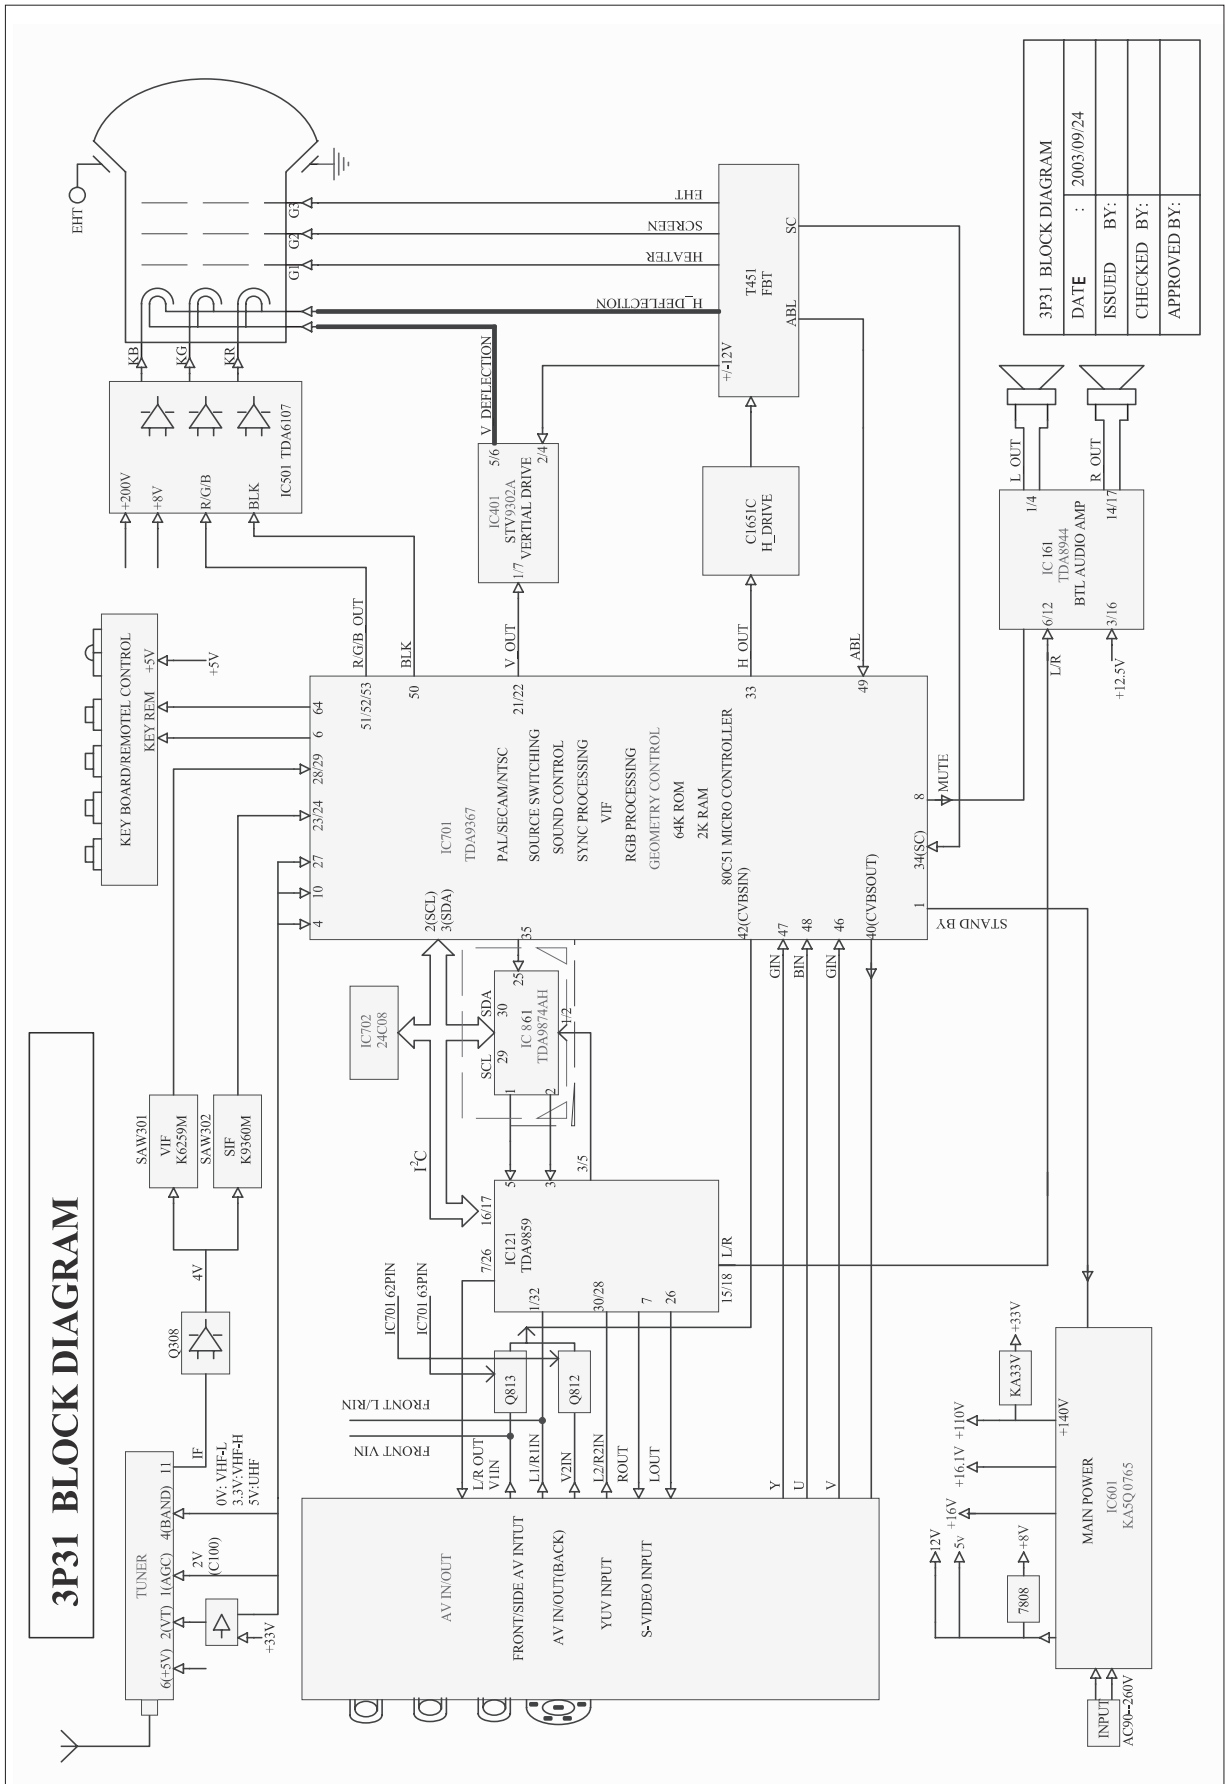 3P31 BLOCK DIAGRAM
TUNER
6(+5V)
2(VT)
1(AGC)
4(BAND)
11
+33V
2V
(C100)
0V: VHF-L
3.3V:VHF-H
5V:UHF
IF
Q308
4V
SAW301
VIF
K6259M
SAW302
SIF
K9360M
KEY BOARD/REMOTEL CONTROL
KEY REM
+5V
+5V
+200V
+8V
R/G/B
BLK
IC501 TDA6107
KB
KG
KR
EHT
G1
G2
G3
H_DEFLECTION
HEATER
SCREEN
EHT
V DEFLECTION
AV IN/OUT
FRONT/SIDE AV INTUT
AV IN/OUT(BACK)
YUV INPUT
S-VIDEO INPUT
L/R OUT
V1IN
L1/R1IN
V2IN
L2/R2IN
ROUT
LOUT
Y
U
V
FRONT VIN
FRONT L/RIN
IC701 62PIN
IC701 63PIN
Q813
Q812
7/26
16/17
IC121
TDA9859
1/32
30/28
7
26
15/18
L/R
5
3
3/5
I²C
IC702
24C08
SCL
SDA
29
30
IC 861
TDA9874AH
25
1
2
1/2
4
10
27
23/24
28/29
6
64
2(SCL)
3(SDA)
35
42(CVBSIN)
GIN
47
BIN
48
GIN
46
40(CVBSOUT)
IC701
TDA9367
PAL/SECAM/NTSC
SOURCE SWITCHING
SOUND CONTROL
SYNC PROCESSING
VIF
RGB PROCESSING
GEOMETRY CONTROL
64K ROM
2K RAM
80C51 MICRO CONTROLLER
51/52/53
R/G/B OUT
50
BLK
21/22
V OUT
33
H OUT
49
ABL
1
STAND BY
34(SC)
8
MUTE
IC401
STV9302A
VERTIAL DRIVE
1/7
5/6
2/4
C1651C
H_DRIVE
T451
FBT
+/-12V
ABL
SC
IC 161
TDA8944
BTL AUDIO AMP
6/12
3/16
1/4
14/17
L/R
+12.5V
L OUT
R OUT
INPUT
AC90--260V
MAIN POWER
IC601
KA5Q 0765
12V
5v
7808
+8V
+16V
+16.1V
+110V
+140V
KA33V
+33V
3P31 BLOCK DIAGRAM
DATE : 2003/09/24
ISSUED BY:
CHECKED BY:
APPROVED BY: